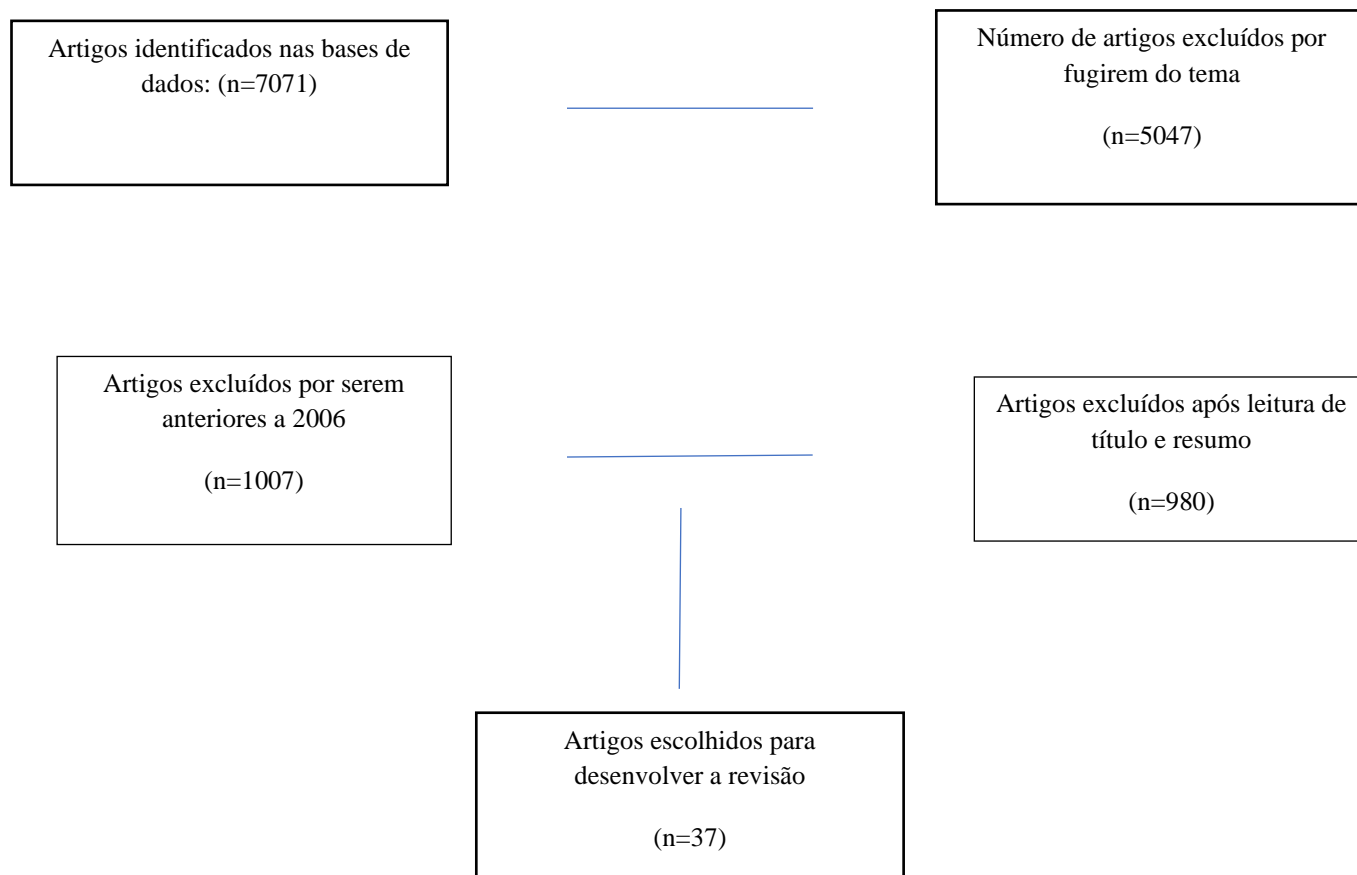 Artigos identificados nas bases de
dados: (n=7071)
Número de artigos excluídos por
fugirem do tema
(n=5047)
Artigos excluídos por serem
anteriores a 2006
(n=1007)
Artigos excluídos após leitura de
título e resumo
(n=980)
Artigos escolhidos para
desenvolver a revisão
(n=37)